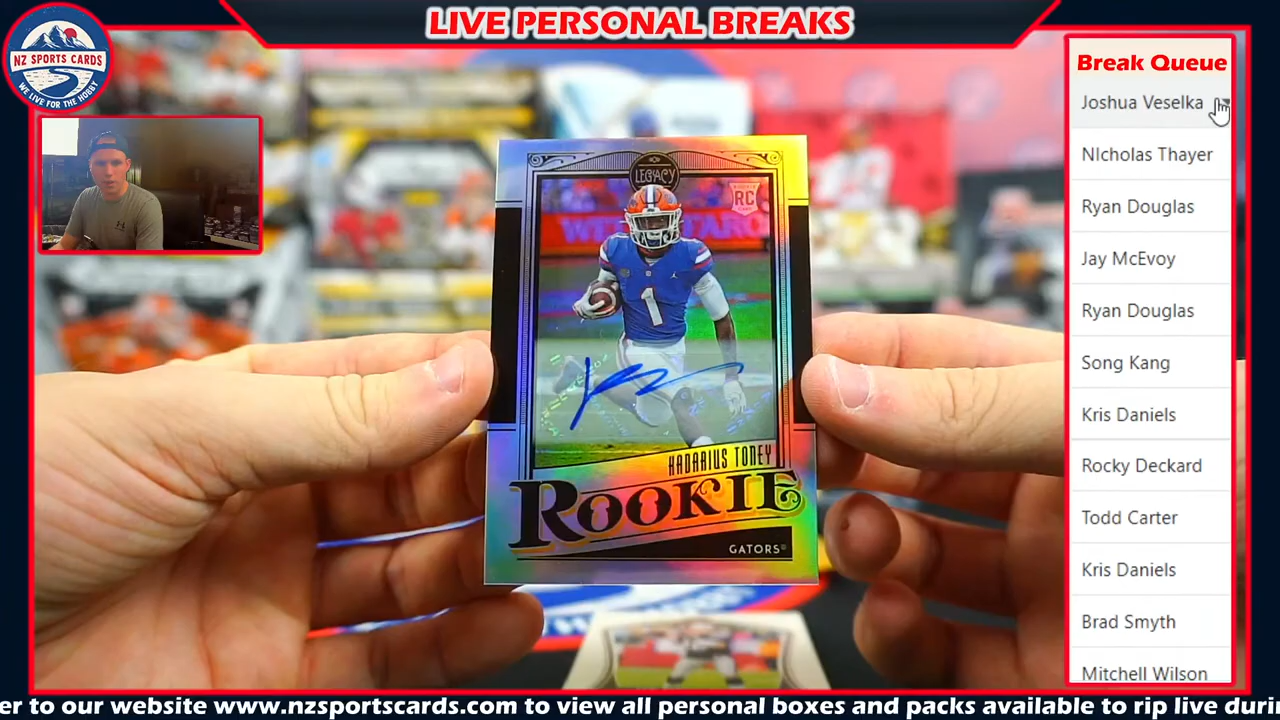 LIVE PERSONAL BREAKS
NZ SPORTS CARDS
WE LIVE FOR THE HOBBY
Break Queue
Joshua Veselka
NIcholas Thayer
Ryan Douglas
Jay McEvoy
Ryan Douglas
Song Kang
Kris Daniels
Rocky Deckard
Todd Carter
Kris Daniels
Brad Smyth
Mitchell Wilson
LEGACY
RC
1
KADARIUS TONEY
ROOKIE
GATORS®
er to our website www.nzsportscards.com to view all personal boxes and packs available to rip live duri